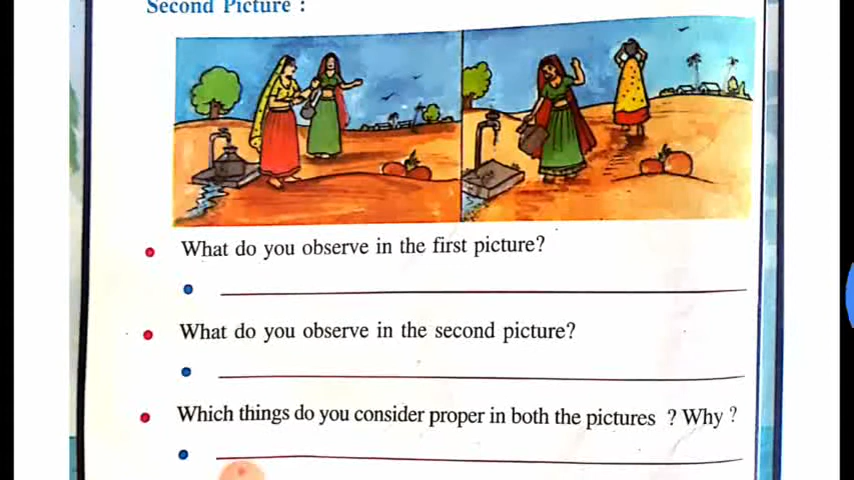 Second Picture :
What do you observe in the first picture?
What do you observe in the second picture?
Which things do you consider proper in both the pictures ? Why ?